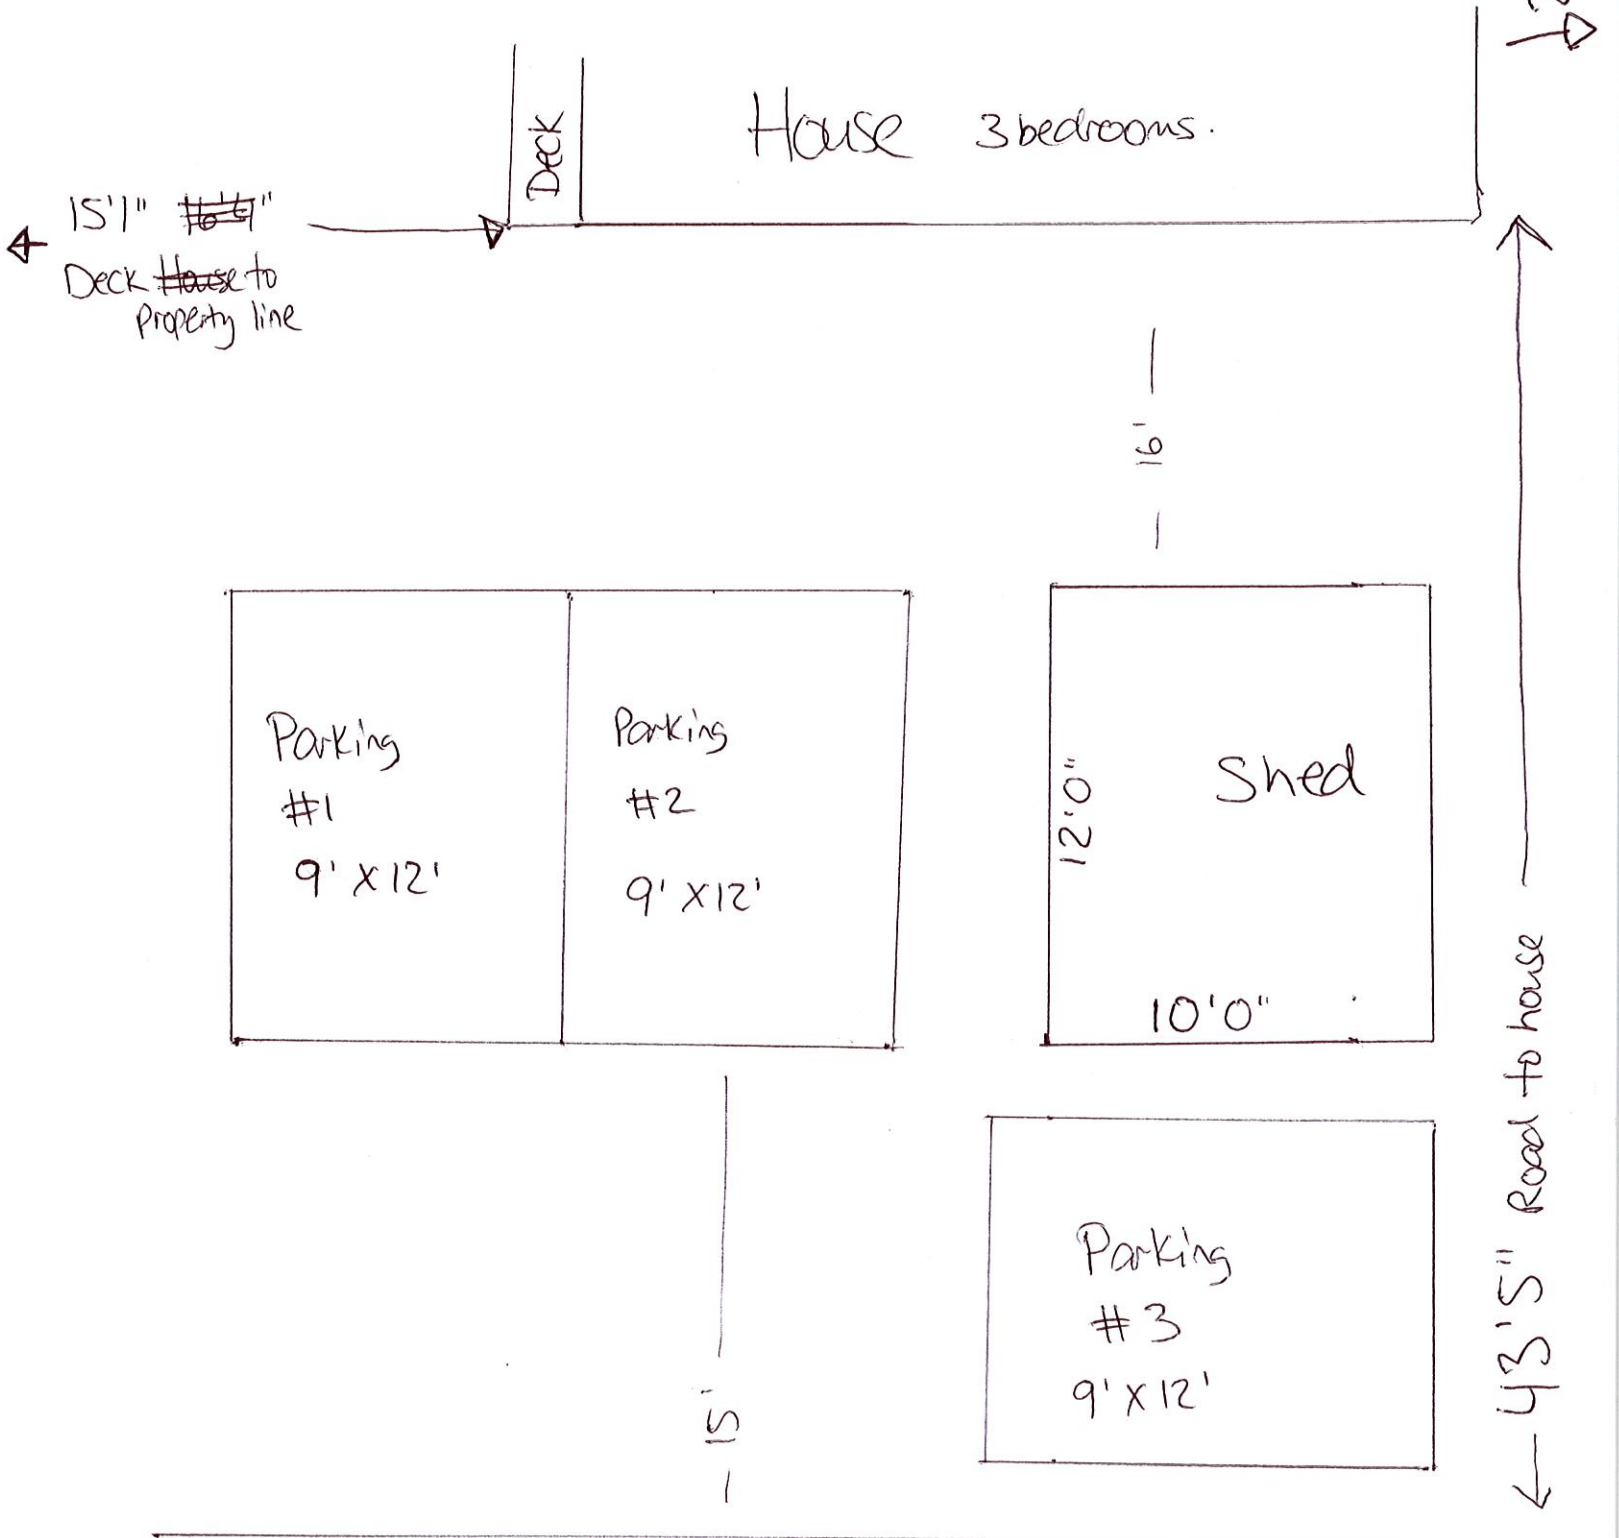 Deck
House 3 bedrooms.
15'1"
Deck House to
Property line
16'
Parking
#1
9' X 12'
Parking
#2
9' X 12'
12'0"
Shed
10'0"
Parking
#3
9' X 12'
15'
43'5" Road to house